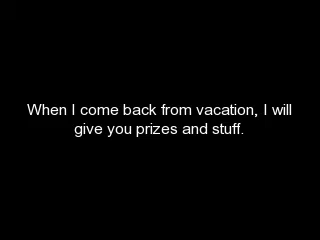 When I come back from vacation, I will
give you prizes and stuff.